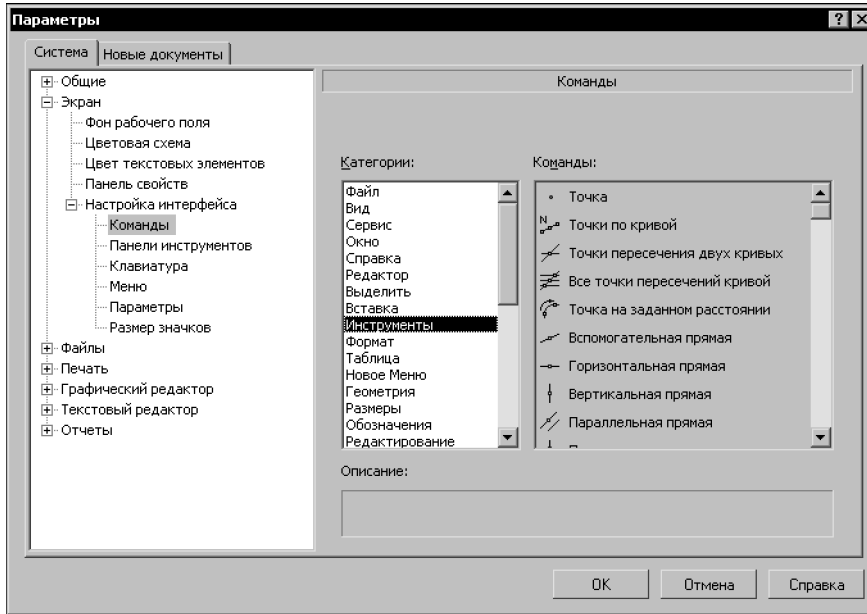 Параметры
Система
Новые документы
Общие
Экран
Фон рабочего поля
Цветовая схема
Цвет текстовых элементов
Панель свойств
Настройка интерфейса
Команды
Панели инструментов
Клавиатура
Меню
Параметры
Размер значков
Файлы
Печать
Графический редактор
Текстовый редактор
Отчеты
Команды
Категории:
Файл
Вид
Сервис
Окно
Справка
Редактор
Выделить
Вставка
Инструменты
Формат
Таблица
Новое Меню
Геометрия
Размеры
Обозначения
Редактирование
Команды:
Точка
Точки по кривой
Точки пересечения двух кривых
Все точки пересечений кривой
Точка на заданном расстоянии
Вспомогательная прямая
Горизонтальная прямая
Вертикальная прямая
Параллельная прямая
Описание:
OK
Отмена
Справка